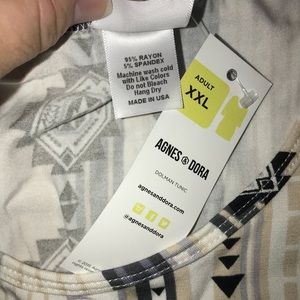 95% RAYON
5% SPANDEX
Machine wash cold
with Like Colors
Do not Bleach
Hang Dry
MADE IN USA
ADULT
XXL
AGNES & DORA
DOLMAN TUNIC
agnesanddora.com
@agnesanddora